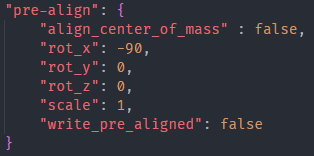 "pre-align": {
    "align_center_of_mass" : false,
    "rot_x": -90,
    "rot_y": 0,
    "rot_z": 0,
    "scale": 1,
    "write_pre_aligned": false
}